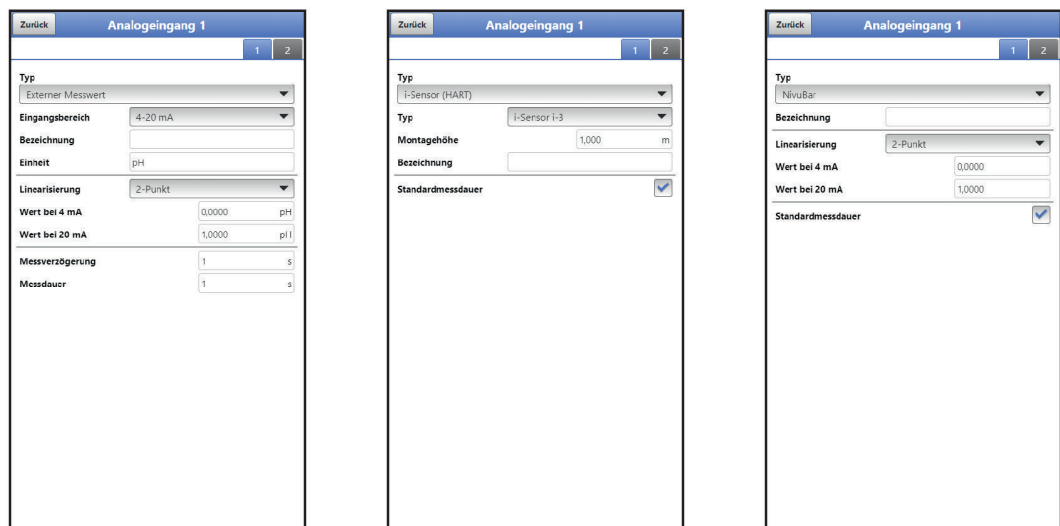 Zurück Analogeingang 1
1 2
Typ
Externer Messwert
Eingangsbereich 4-20 mA
Bezeichnung
Einheit pH
Linearisierung 2-Punkt
Wert bei 4 mA 0,0000 pH
Wert bei 20 mA 1,0000 pH
Messverzögerung 1 s
Messdauer 1 s
Zurück Analogeingang 1
1 2
Typ
i-Sensor (HART)
Typ i-Sensor i-3
Montagehöhe 1,000 m
Bezeichnung
Standardmessdauer
Zurück Analogeingang 1
1 2
Typ
NivuBar
Bezeichnung
Linearisierung 2-Punkt
Wert bei 4 mA 0,0000
Wert bei 20 mA 1,0000
Standardmessdauer